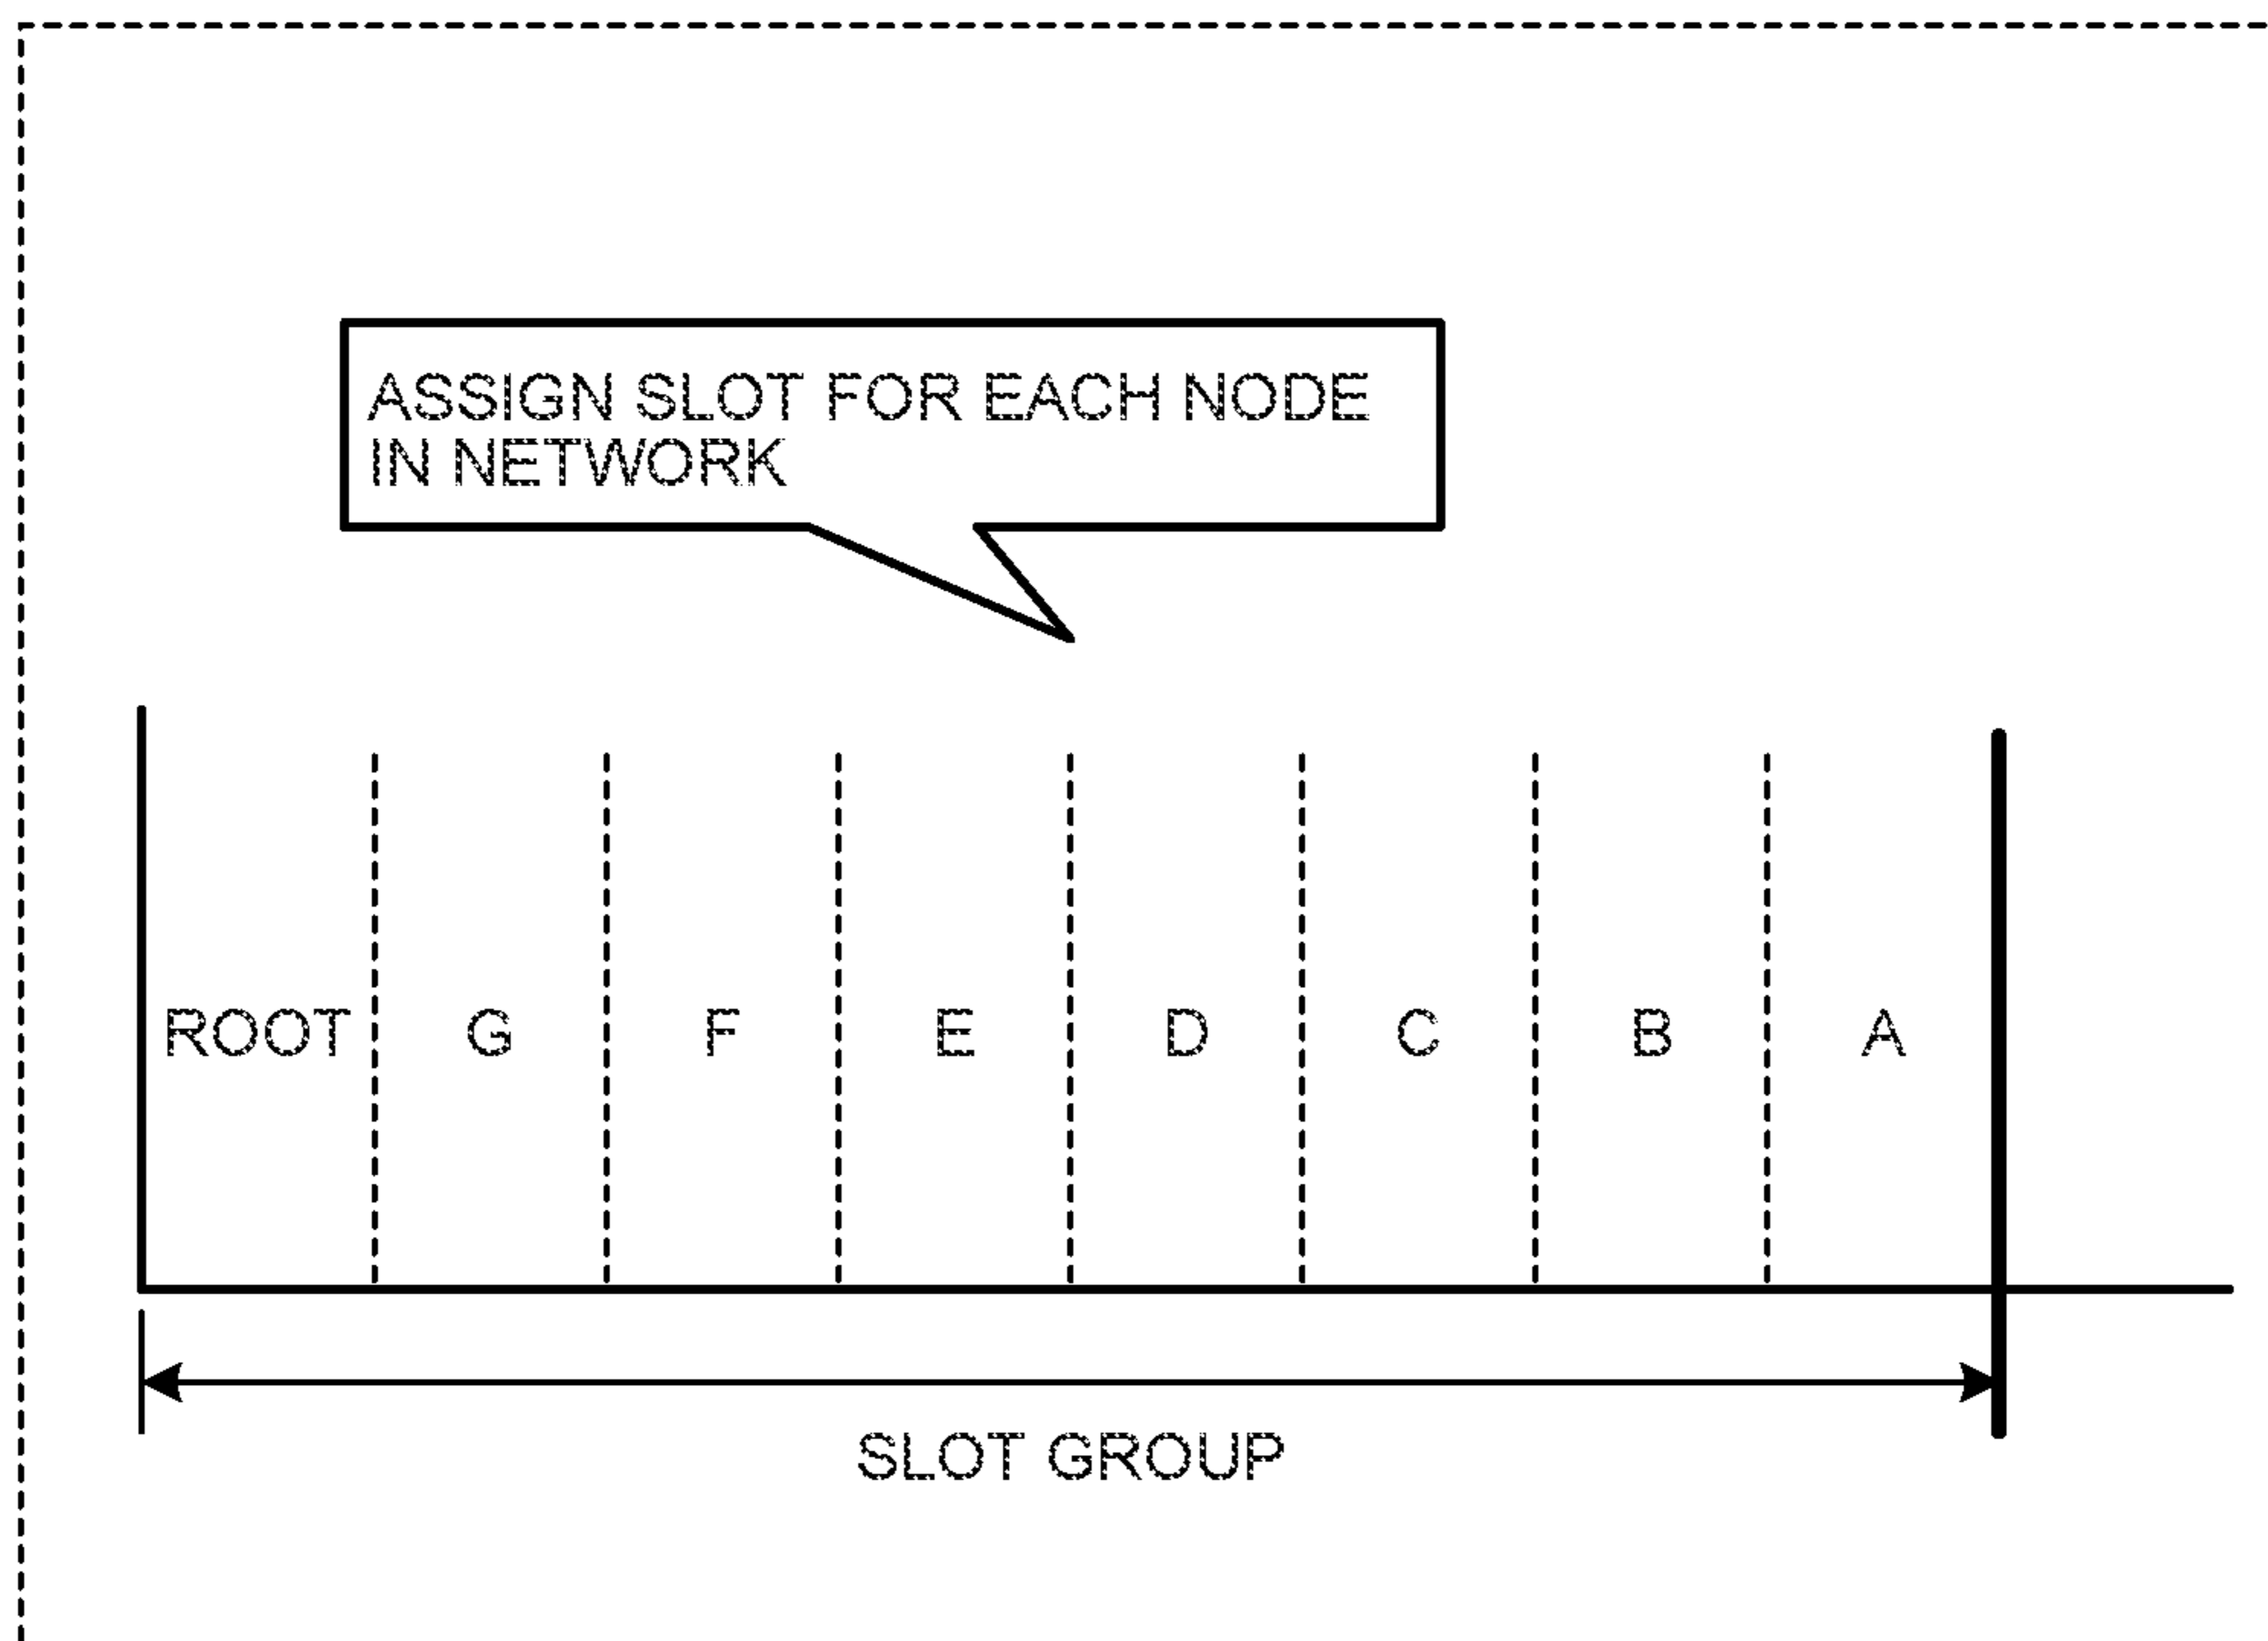 ASSIGN SLOT FOR EACH NODE
IN NETWORK
ROOT G F E D C B A
SLOT GROUP